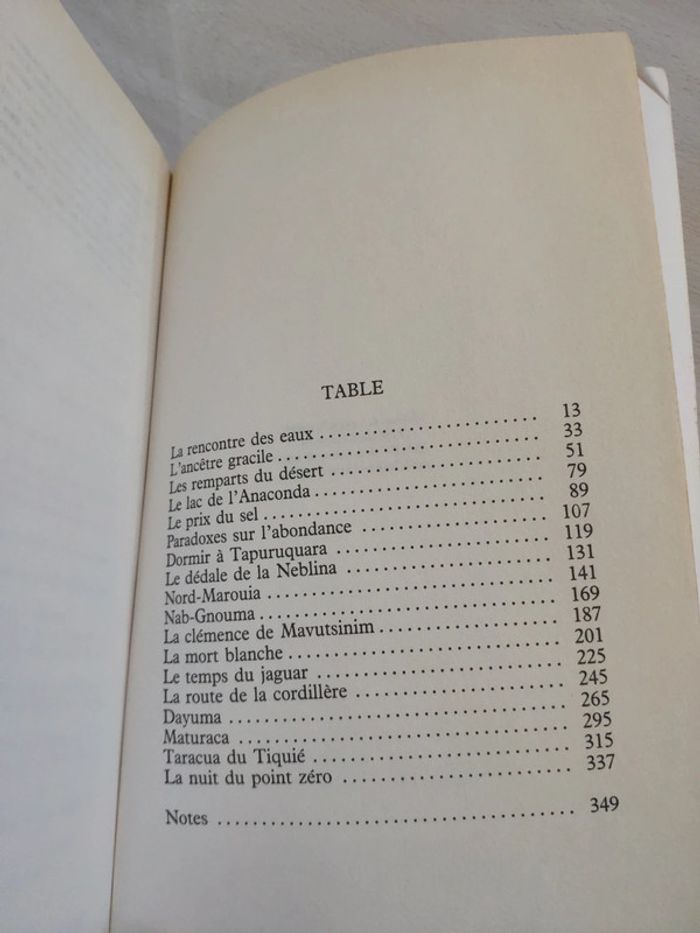 TABLE
La rencontre des eaux .............................. 13
L'ancêtre gracile .............................. 33
Les remparts du désert .............................. 51
Le lac de l'Anaconda .............................. 79
Le prix du sel .............................. 89
Paradoxes sur l'abondance .............................. 107
Dormir à Tapuruquara .............................. 119
Le dédale de la Neblina .............................. 131
Nord-Marouia .............................. 141
Nab-Gnouma .............................. 169
La clémence de Mavutsinim .............................. 187
La mort blanche .............................. 201
Le temps du jaguar .............................. 225
La route de la cordillère .............................. 245
Dayuma .............................. 265
Maturaca .............................. 295
Taracua du Tiquié .............................. 315
La nuit du point zéro .............................. 337
Notes .............................. 349